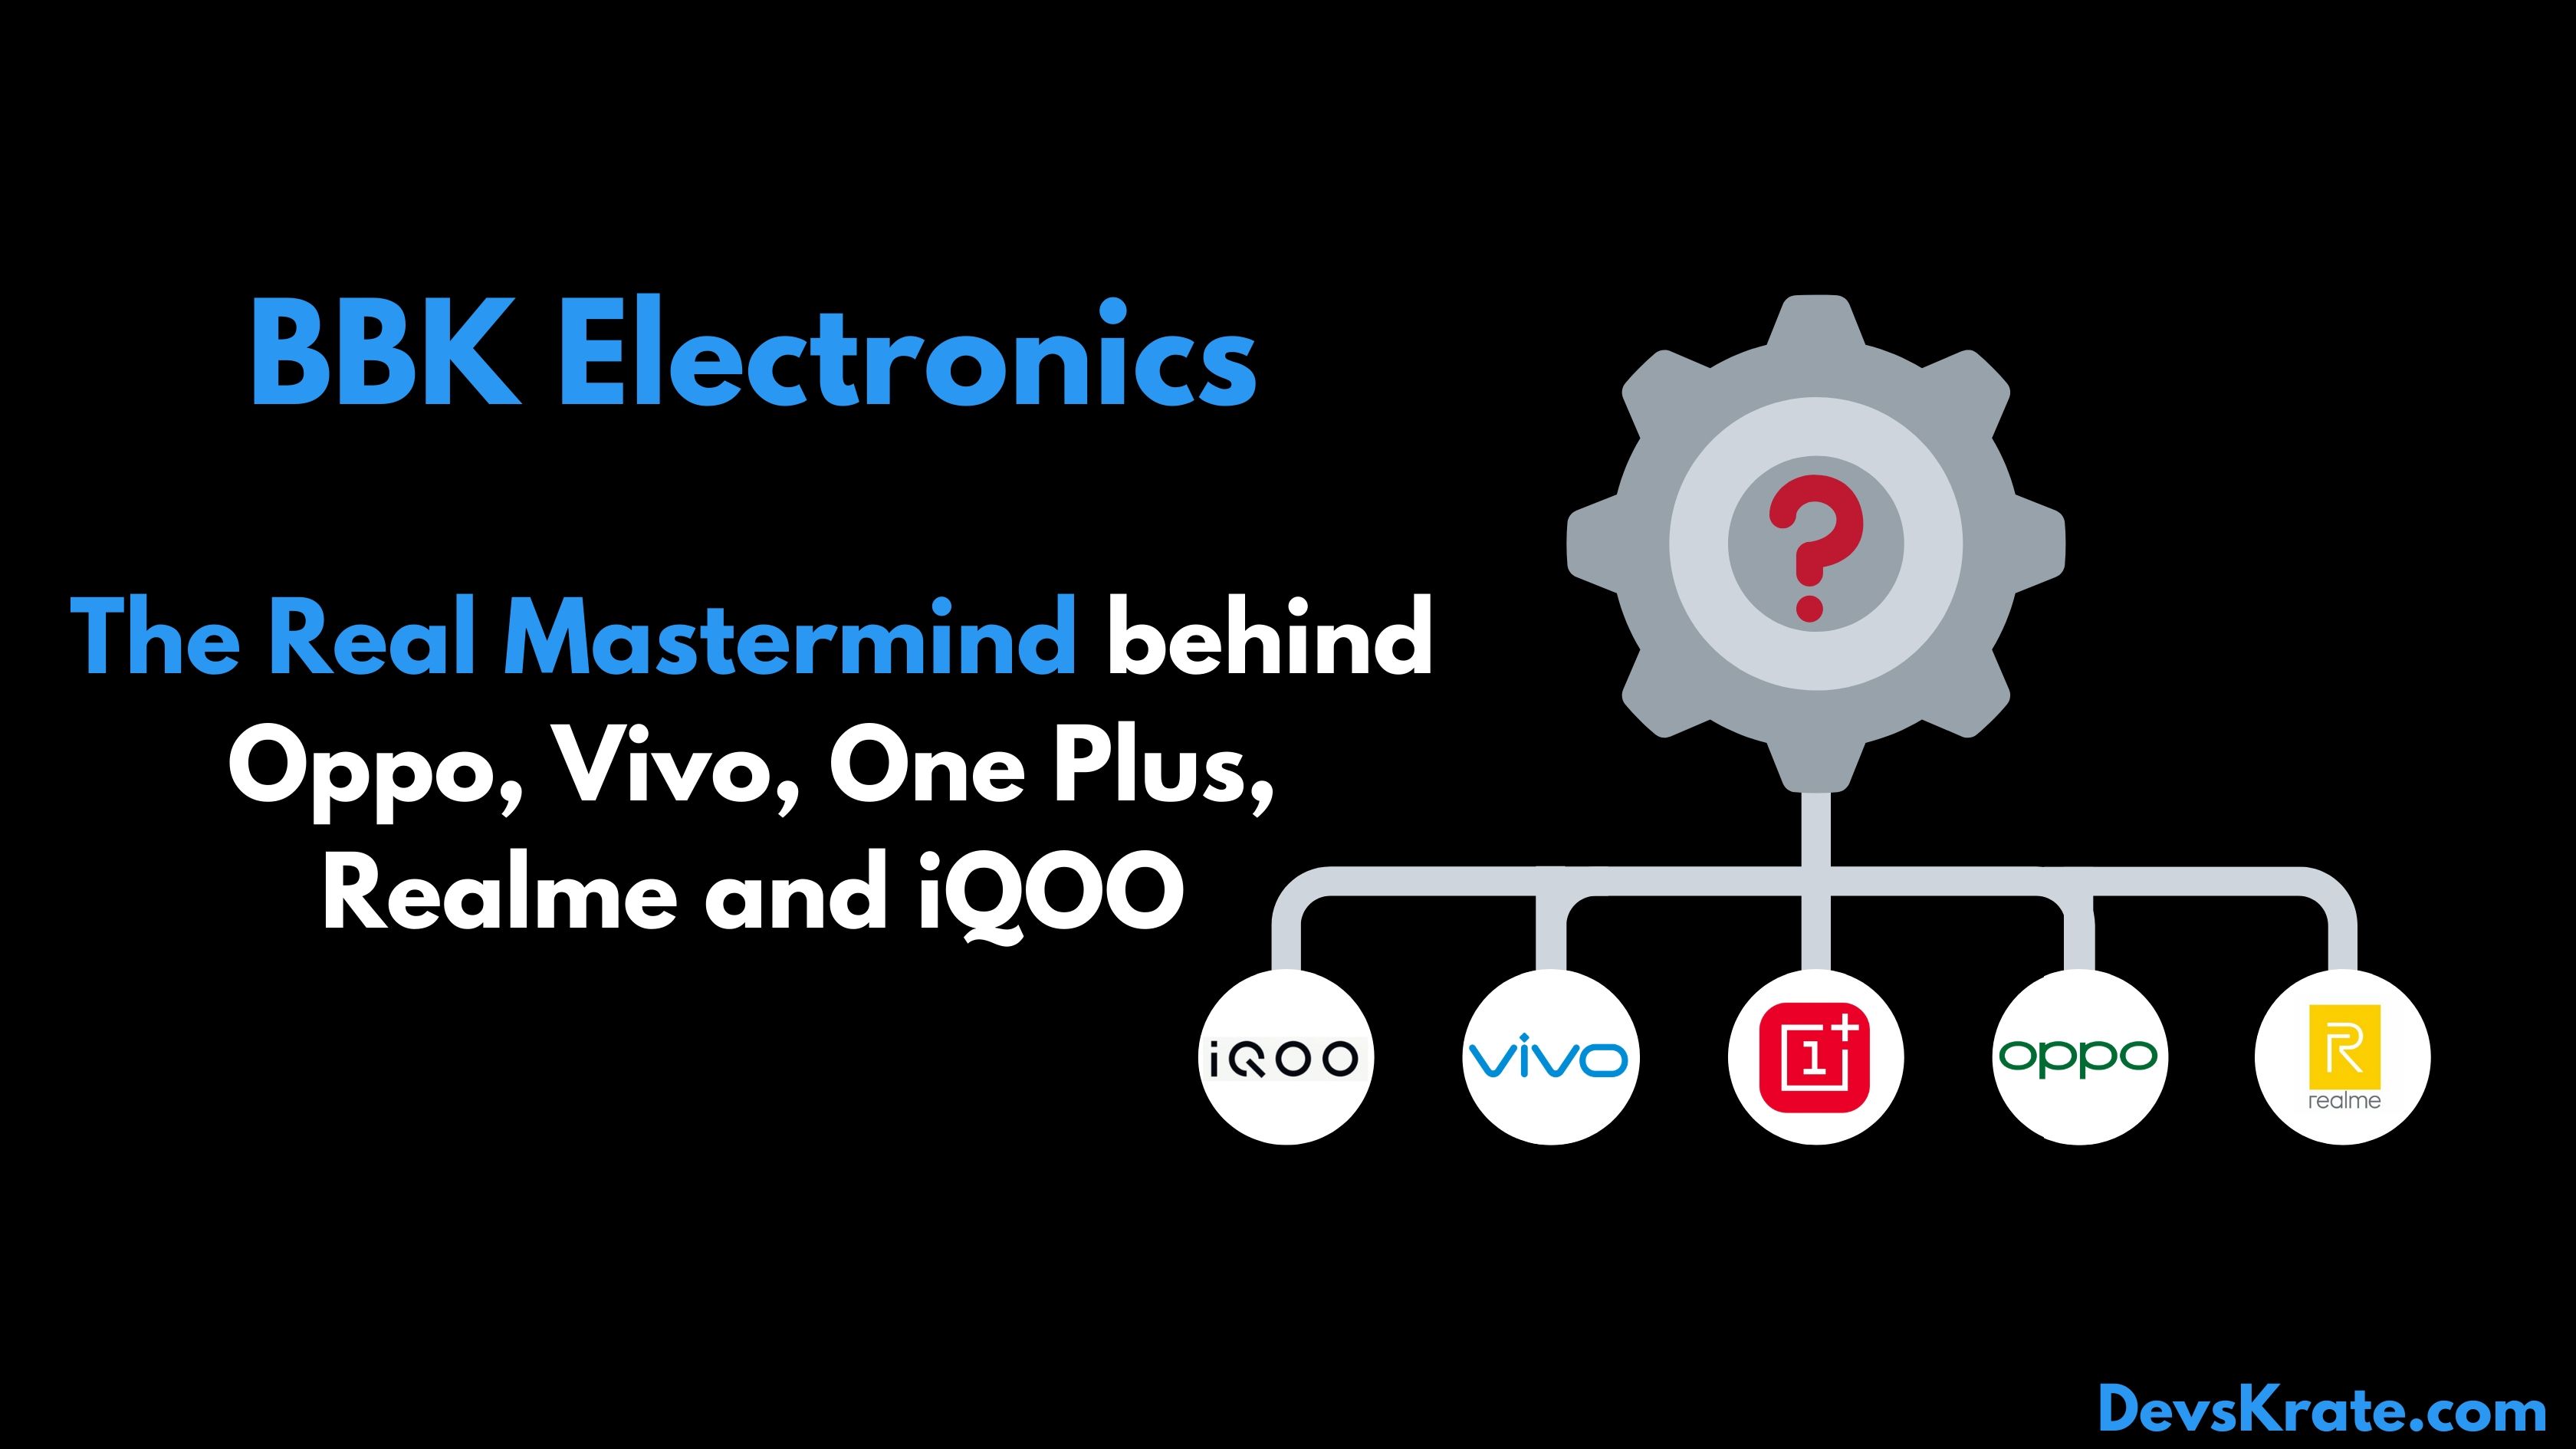 BBK Electronics
The Real Mastermind behind
Oppo, Vivo, One Plus,
Realme and iQOO
?
iQOO
vivo
1+
oppo
R
realme
DevsKrate.com